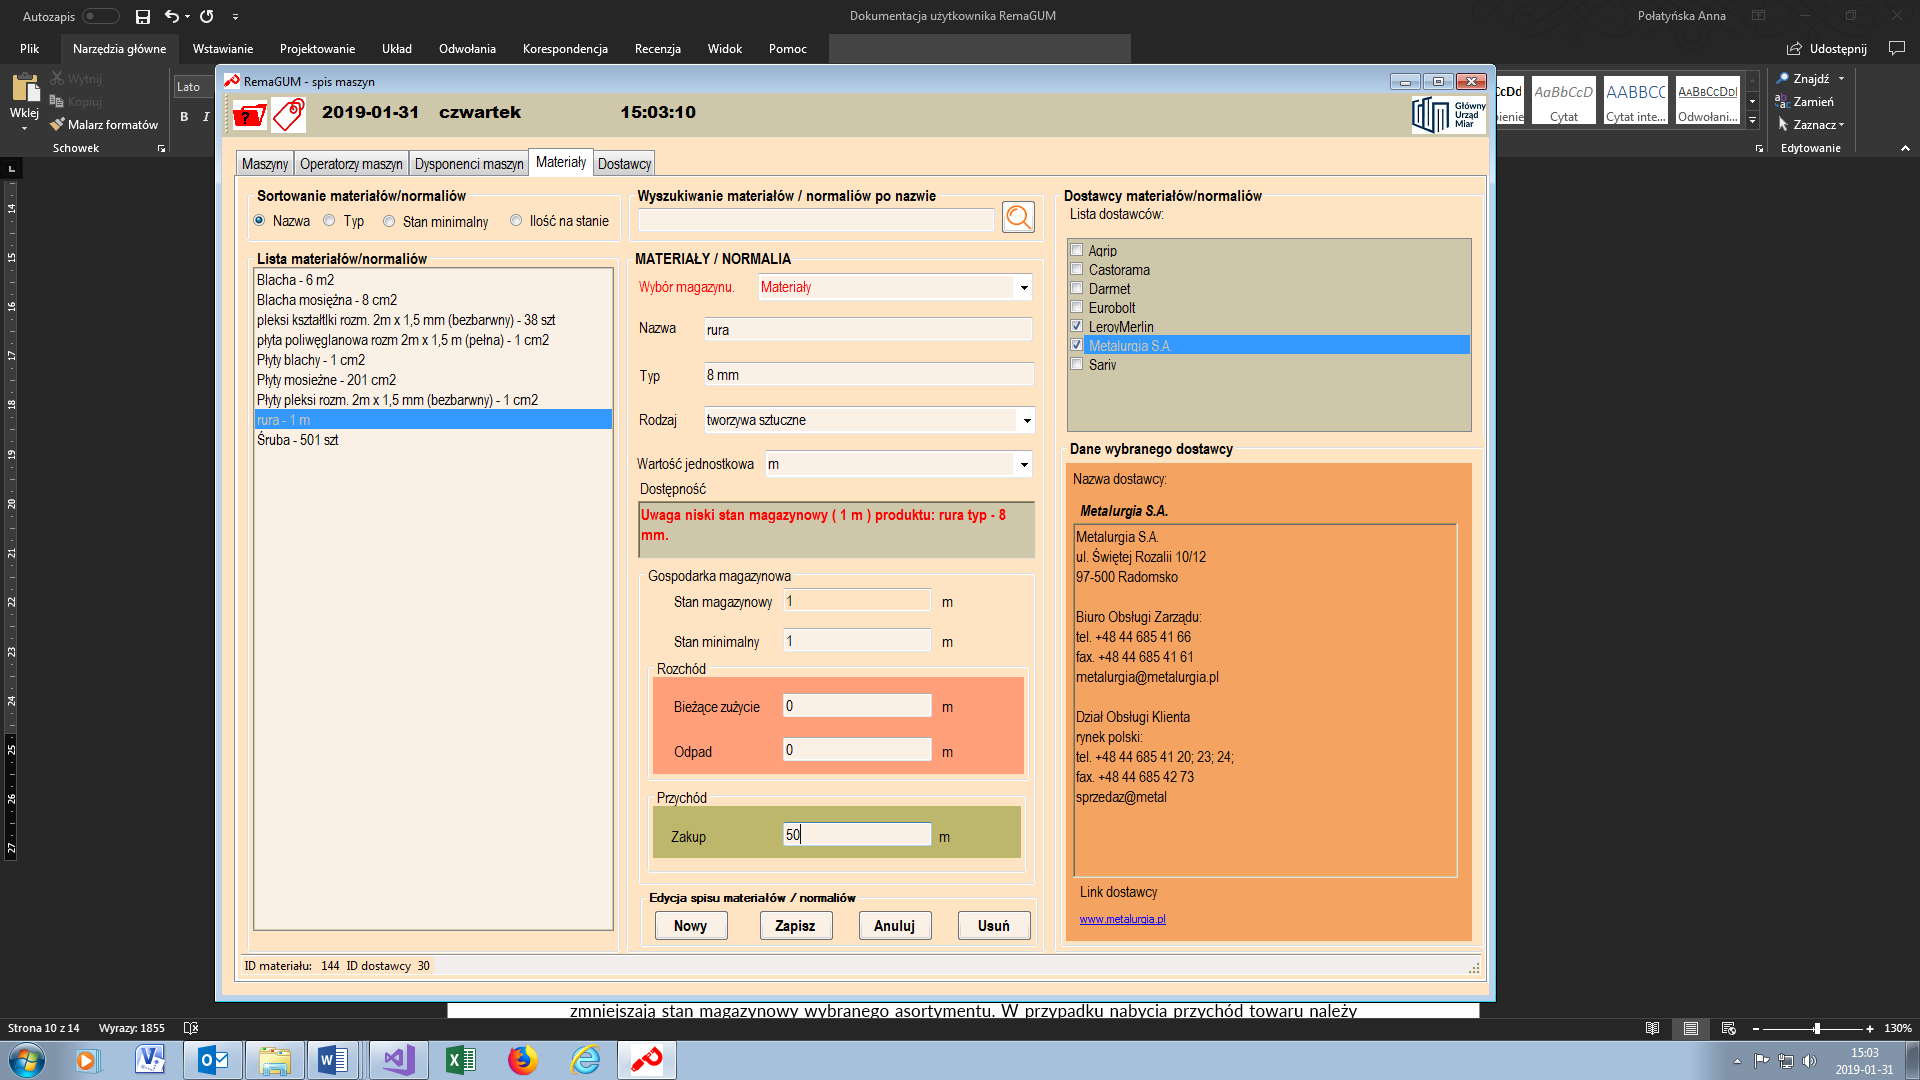 Autozapis
Dokumentacja użytkownika RemaGUM
Połatyńska Anna
Plik Narzędzia główne Wstawianie Projektowanie Układ Odwołania Korespondencja Recenzja Widok Pomoc
Udostępnij
Wklej
Wytnij
Kopiuj
Malarz formatów
Schowek
Lato
B I
AaBbCcD
Cytat
AABBCC
Cytat inte...
AABBCCDDI
Odwołani...
Znajdź
Zamień
Zaznacz
Edytowanie
RemaGUM - spis maszyn
2019-01-31 czwartek 15:03:10
Główny
Urząd
Miar
Maszyny Operatorzy maszyn Dysponenci maszyn Materiały Dostawcy
Sortowanie materiałów/normaliów
Nazwa Typ Stan minimalny Ilość na stanie
Lista materiałów/normaliów
Blacha - 6 m2
Blacha mosiężna - 8 cm2
pleksi kształtlki rozm. 2m x 1,5 mm (bezbarwny) - 38 szt
płyta poliwęglanowa rozm 2m x 1,5 m (pełna) - 1 cm2
Płyty blachy - 1 cm2
Płyty mosieżne - 201 cm2
Płyty pleksi rozm. 2m x 1,5 mm (bezbarwny) - 1 cm2
rura - 1 m
Śruba - 501 szt
Wyszukiwanie materiałów / normaliów po nazwie
MATERIAŁY / NORMALIA
Wybór magazynu. Materiały
Nazwa rura
Typ 8 mm
Rodzaj tworzywa sztuczne
Wartość jednostkowa m
Dostępność
Uwaga niski stan magazynowy ( 1 m ) produktu: rura typ - 8
mm.
Gospodarka magazynowa
Stan magazynowy 1 m
Stan minimalny 1 m
Rozchód
Bieżące zużycie 0 m
Odpad 0 m
Przychód
Zakup 50 m
Edycja spisu materiałów / normaliów
Nowy Zapisz Anuluj Usuń
Dostawcy materiałów/normaliów
Lista dostawców:
Agrip
Castorama
Darmet
Eurobolt
LeroyMerlin
Metalurgia S.A.
Sariv
Dane wybranego dostawcy
Nazwa dostawcy:
Metalurgia S.A.
Metalurgia S.A.
ul. Świętej Rozalii 10/12
97-500 Radomsko
Biuro Obsługi Zarządu:
tel. +48 44 685 41 66
fax. +48 44 685 41 61
metalurgia@metalurgia.pl
Dział Obsługi Klienta
rynek polski:
tel. +48 44 685 41 20; 23; 24;
fax. +48 44 685 42 73
sprzedaz@metal
Link dostawcy
www.metalurgia.pl
ID materiału: 144 ID dostawcy 30
zmniejszają stan magazynowy wybranego asortymentu. W przypadku nabycia przychód towaru należy
Strona 10 z 14 Wyrazy: 1855
130%
15:03
2019-01-31